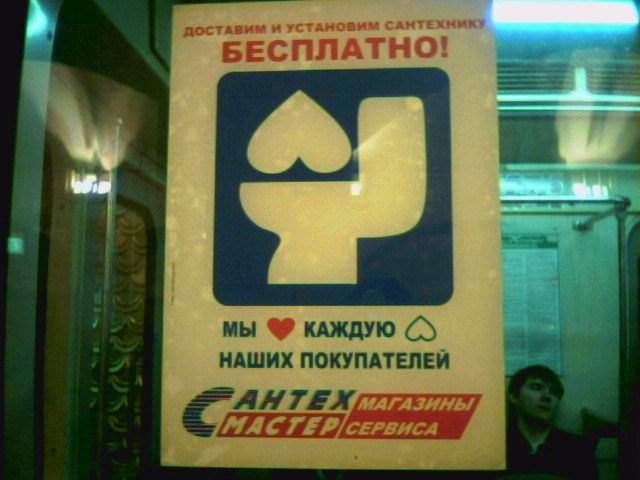 ДОСТАВИМ И УСТАНОВИМ САНТЕХНИКУ
БЕСПЛАТНО!
МЫ ❤ КАЖДУЮ
НАШИХ ПОКУПАТЕЛЕЙ
САНТЕХ МАГАЗИНЫ
МАСТЕР СЕРВИСА